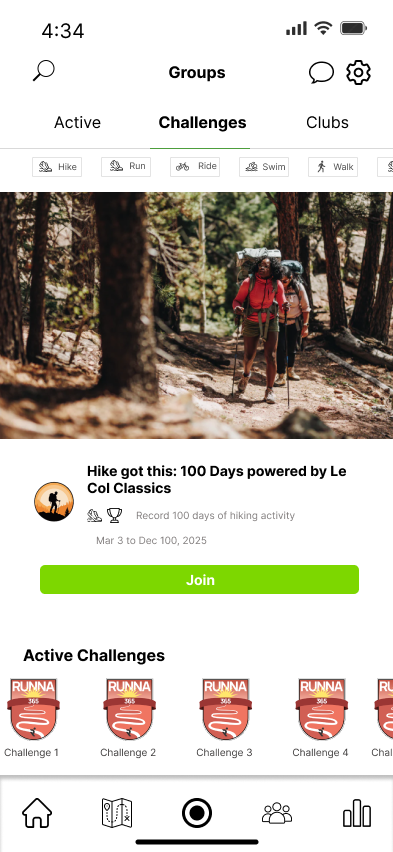 4:34
Groups
Active Challenges Clubs
Hike Run Ride Swim Walk
Hike got this: 100 Days powered by Le
Col Classics
Record 100 days of hiking activity
Mar 3 to Dec 100, 2025
Join
Active Challenges
RUNNA RUNNA RUNNA RUNNA RUNNA
365 365 365 365 365
Challenge 1 Challenge 2 Challenge 3 Challenge 4 Chal